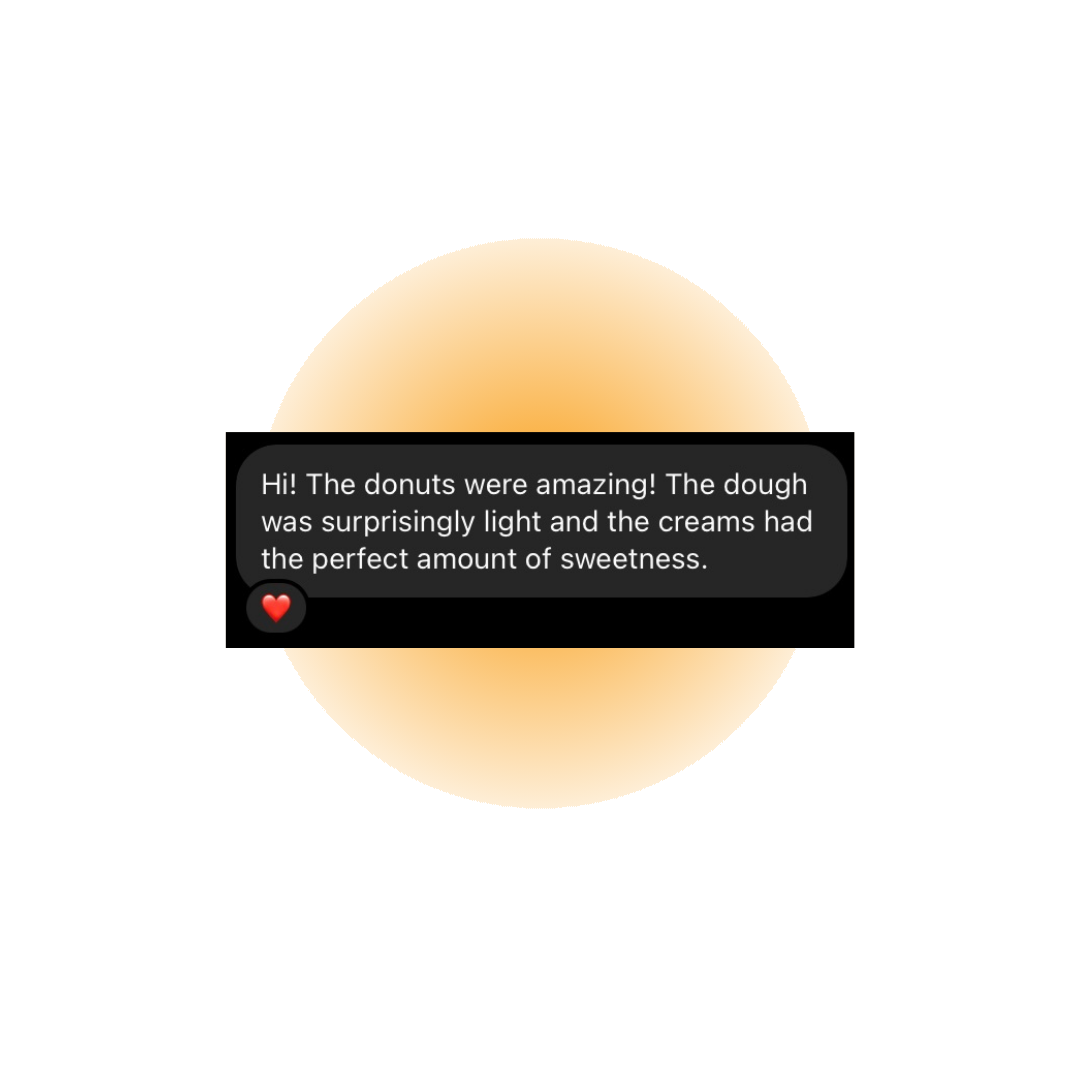 Hi! The donuts were amazing! The dough
was surprisingly light and the creams had
the perfect amount of sweetness.
❤️